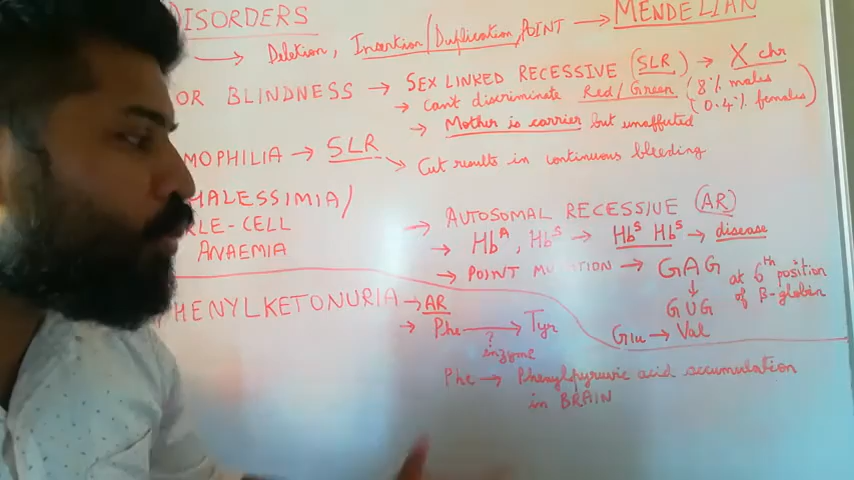 DISORDERS
→ Deletion, Insertion/Duplication, POINT → MENDELIAN
OR BLINDNESS → SEX LINKED RECESSIVE (SLR) → X chr
→ Can't discriminate Red/Green (8% males
(0.4% females)
→ Mother is carrier but unaffected
MOPHILIA → SLR
→ Cut results in continuous bleeding
HALESSIMIA/
LE-CELL
ANAEMIA
→ AUTOSOMAL RECESSIVE (AR)
→ Hb^A, Hb^S → Hb^S Hb^S → disease
→ POINT MUTATION → GAG at 6th position
↓ of β-globin
GUG
Glu → Val
PHENYLKETONURIA → AR
→ Phe → Tyr
?
enzyme
Phe → Phenylpyruvic acid accumulation
in BRAIN